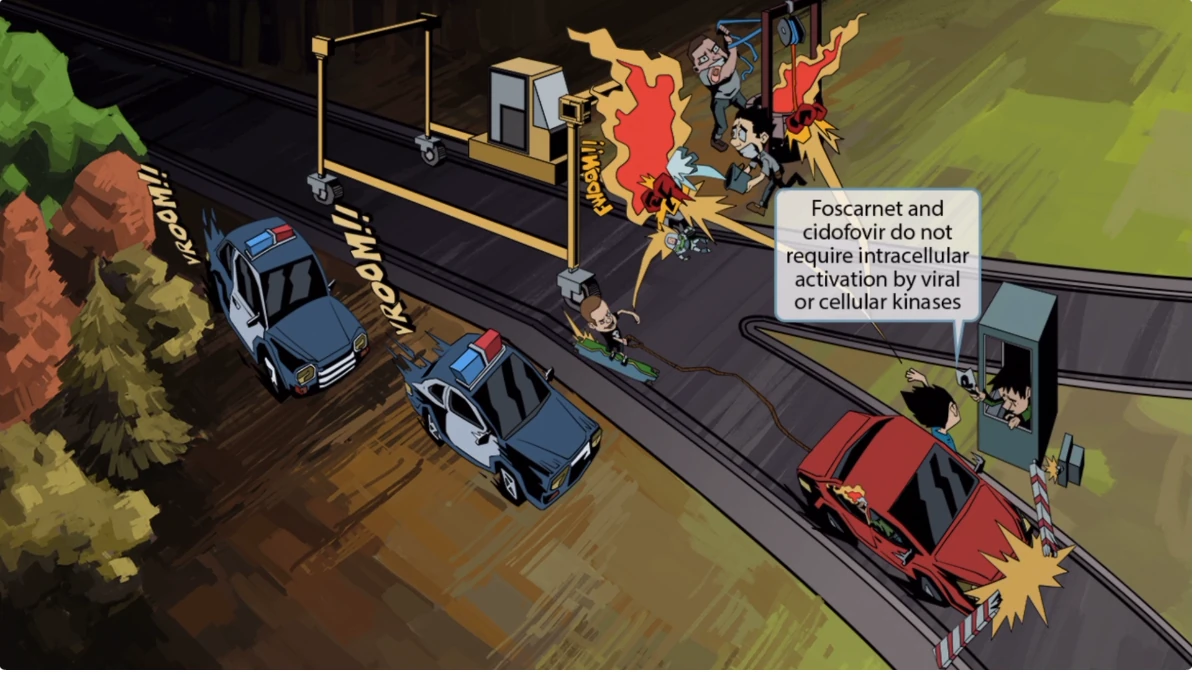 VROOM!!
VROOM!!
FWOOM!!
Foscarnet and
cidofovir do not
require intracellular
activation by viral
or cellular kinases